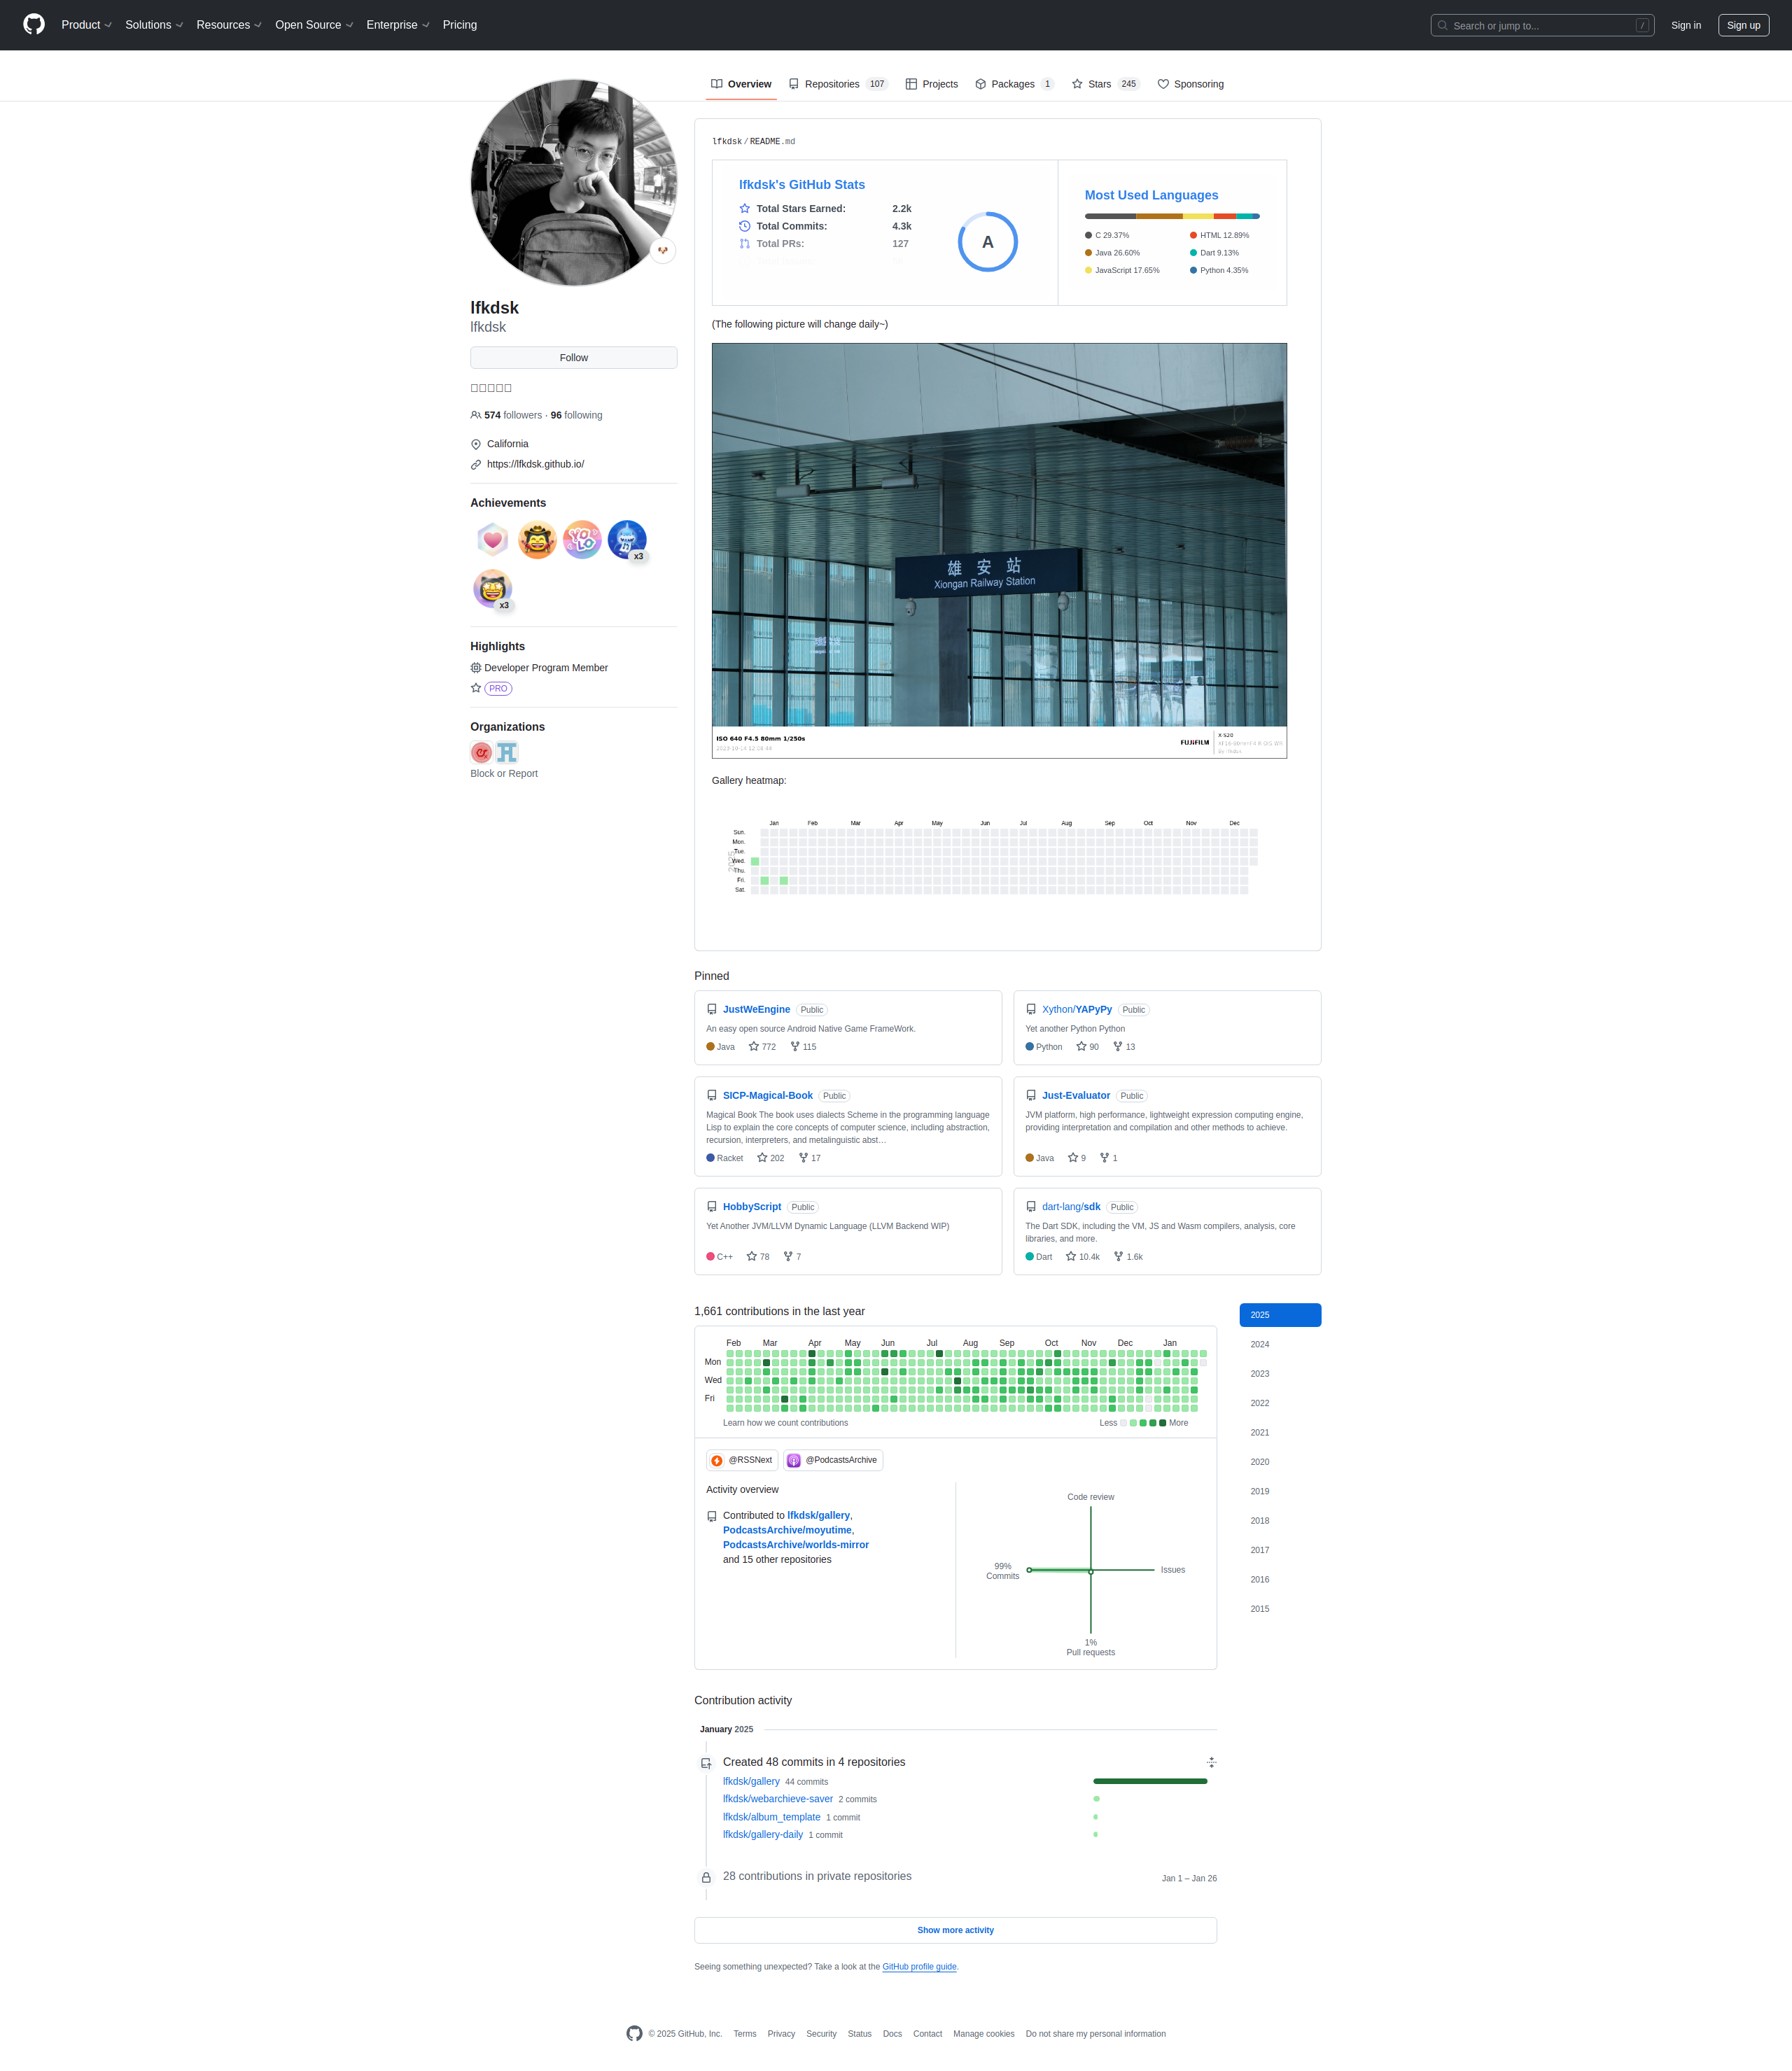 Product
Solutions
Resources
Open Source
Enterprise
Pricing
Search or jump to...
/
Sign in
Sign up
Overview
Repositories 107
Projects
Packages 1
Stars 245
Sponsoring
lfkdsk
lfkdsk
Follow
574 followers · 96 following
California
https://lfkdsk.github.io/
Achievements
YOLO
x3
x3
Highlights
Developer Program Member
PRO
Organizations
Block or Report
lfkdsk / README.md
lfkdsk's GitHub Stats
Total Stars Earned: 2.2k
Total Commits: 4.3k
Total PRs: 127
A
Most Used Languages
C 29.37%
HTML 12.89%
Java 26.60%
Dart 9.13%
JavaScript 17.65%
Python 4.35%
(The following picture will change daily~)
雄安站
Xiongan Railway Station
ISO 640 F4.5 80mm 1/250s
FUJIFILM
Gallery heatmap:
Jan Feb Mar Apr May Jun Jul Aug Sep Oct Nov Dec
Sun.
Mon.
Tue.
Wed.
Thu.
Fri.
Sat.
Pinned
JustWeEngine Public
An easy open source Android Native Game FrameWork.
Java 772 115
Xython/YAPyPy Public
Yet another Python Python
Python 90 13
SICP-Magical-Book Public
Magical Book The book uses dialects Scheme in the programming language
Lisp to explain the core concepts of computer science, including abstraction,
recursion, interpreters, and metalinguistic abst…
Racket 202 17
Just-Evaluator Public
JVM platform, high performance, lightweight expression computing engine,
providing interpretation and compilation and other methods to achieve.
Java 9 1
HobbyScript Public
Yet Another JVM/LLVM Dynamic Language (LLVM Backend WIP)
C++ 78 7
dart-lang/sdk Public
The Dart SDK, including the VM, JS and Wasm compilers, analysis, core
libraries, and more.
Dart 10.4k 1.6k
1,661 contributions in the last year
Feb Mar Apr May Jun Jul Aug Sep Oct Nov Dec Jan
Mon
Wed
Fri
Learn how we count contributions
Less More
@RSSNext
@PodcastsArchive
Activity overview
Contributed to lfkdsk/gallery,
PodcastsArchive/moyutime,
PodcastsArchive/worlds-mirror
and 15 other repositories
Code review
99%
Commits
Issues
1%
Pull requests
2025
2024
2023
2022
2021
2020
2019
2018
2017
2016
2015
Contribution activity
January 2025
Created 48 commits in 4 repositories
lfkdsk/gallery 44 commits
lfkdsk/webarchieve-saver 2 commits
lfkdsk/album_template 1 commit
lfkdsk/gallery-daily 1 commit
28 contributions in private repositories
Jan 1 – Jan 26
Show more activity
Seeing something unexpected? Take a look at the GitHub profile guide.
© 2025 GitHub, Inc.
Terms
Privacy
Security
Status
Docs
Contact
Manage cookies
Do not share my personal information